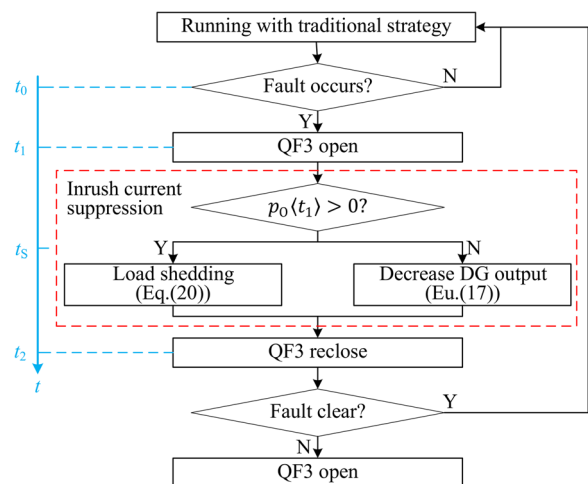 Running with traditional strategy
t₀
Fault occurs?
N
Y
t₁
QF3 open
Inrush current
suppression
p₀⟨t₁⟩ > 0?
tₛ
Y
N
Load shedding
(Eq.(20))
Decrease DG output
(Eu.(17))
t₂
QF3 reclose
t
Fault clear?
Y
N
QF3 open